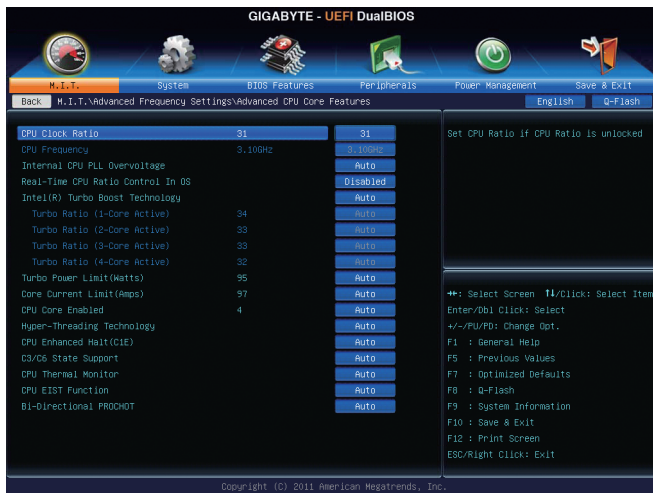 GIGABYTE - UEFI DualBIOS
M.I.T. System BIOS Features Peripherals Power Management Save & Exit
Back M.I.T.\Advanced Frequency Settings\Advanced CPU Core Features English Q-Flash
CPU Clock Ratio 31 31
CPU Frequency 3.10GHz 3.10GHz
Internal CPU PLL Overvoltage Auto
Real-Time CPU Ratio Control In OS Disabled
Intel(R) Turbo Boost Technology Auto
Turbo Ratio (1-Core Active) 34 Auto
Turbo Ratio (2-Core Active) 33 Auto
Turbo Ratio (3-Core Active) 33 Auto
Turbo Ratio (4-Core Active) 32 Auto
Turbo Power Limit(Watts) 95 Auto
Core Current Limit(Amps) 97 Auto
CPU Core Enabled 4 Auto
Hyper-Threading Technology Auto
CPU Enhanced Halt(C1E) Auto
C3/C6 State Support Auto
CPU Thermal Monitor Auto
CPU EIST Function Auto
Bi-Directional PROCHOT Auto
Set CPU Ratio if CPU Ratio is unlocked
→←: Select Screen ↑↓/Click: Select Item
Enter/Dbl Click: Select
+/-/PU/PD: Change Opt.
F1 : General Help
F5 : Previous Values
F7 : Optimized Defaults
F8 : Q-Flash
F9 : System Information
F10 : Save & Exit
F12 : Print Screen
ESC/Right Click: Exit
Copyright (C) 2011 American Megatrends, Inc.